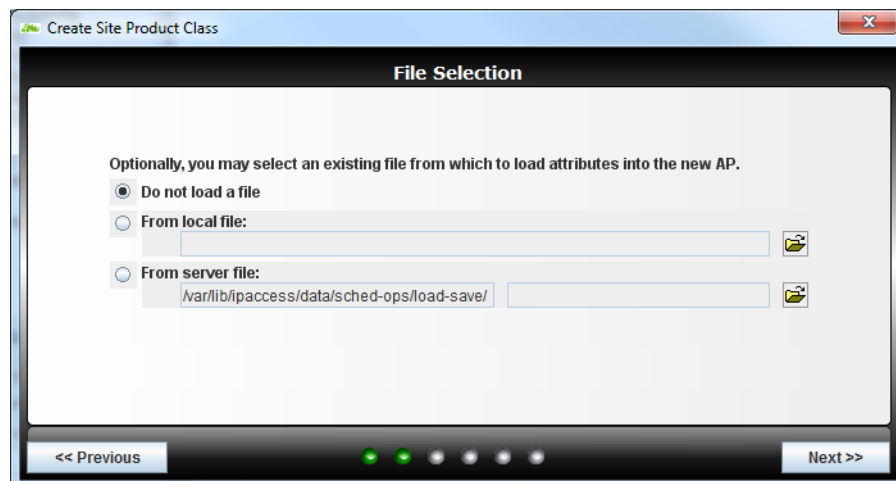 Create Site Product Class
File Selection
Optionally, you may select an existing file from which to load attributes into the new AP.
Do not load a file
From local file:
From server file:
/var/lib/ipaccess/data/sched-ops/load-save/
<< Previous
Next >>